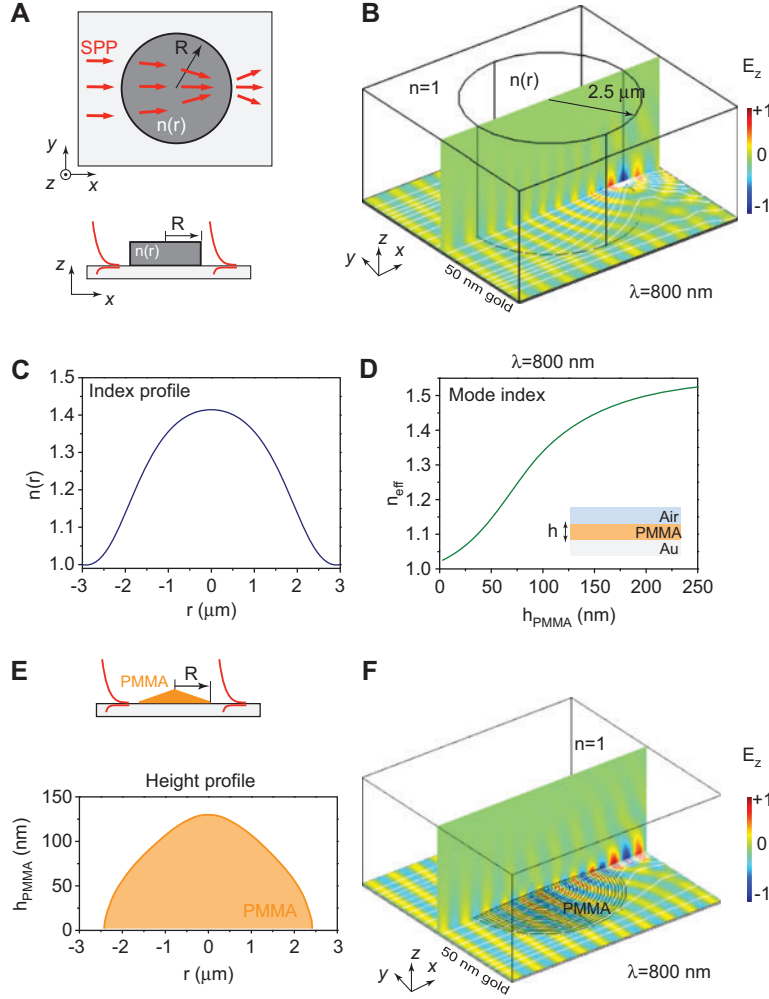 A
SPP
R
n(r)
y
z
x
R
n(r)
z
x
B
n=1
n(r)
2.5 μm
E_z
+1
0
-1
z
y
x
50 nm gold
λ=800 nm
C
Index profile
1.5
1.4
1.3
1.2
1.1
1.0
n(r)
-3 -2 -1 0 1 2 3
r (μm)
D
λ=800 nm
Mode index
1.5
1.4
1.3
1.2
1.1
1.0
n_eff
Air
h
PMMA
Au
0 50 100 150 200 250
h_PMMA (nm)
E
PMMA
R
Height profile
150
100
50
0
h_PMMA (nm)
PMMA
-3 -2 -1 0 1 2 3
r (μm)
F
n=1
E_z
+1
0
-1
PMMA
z
y
x
50 nm gold
λ=800 nm